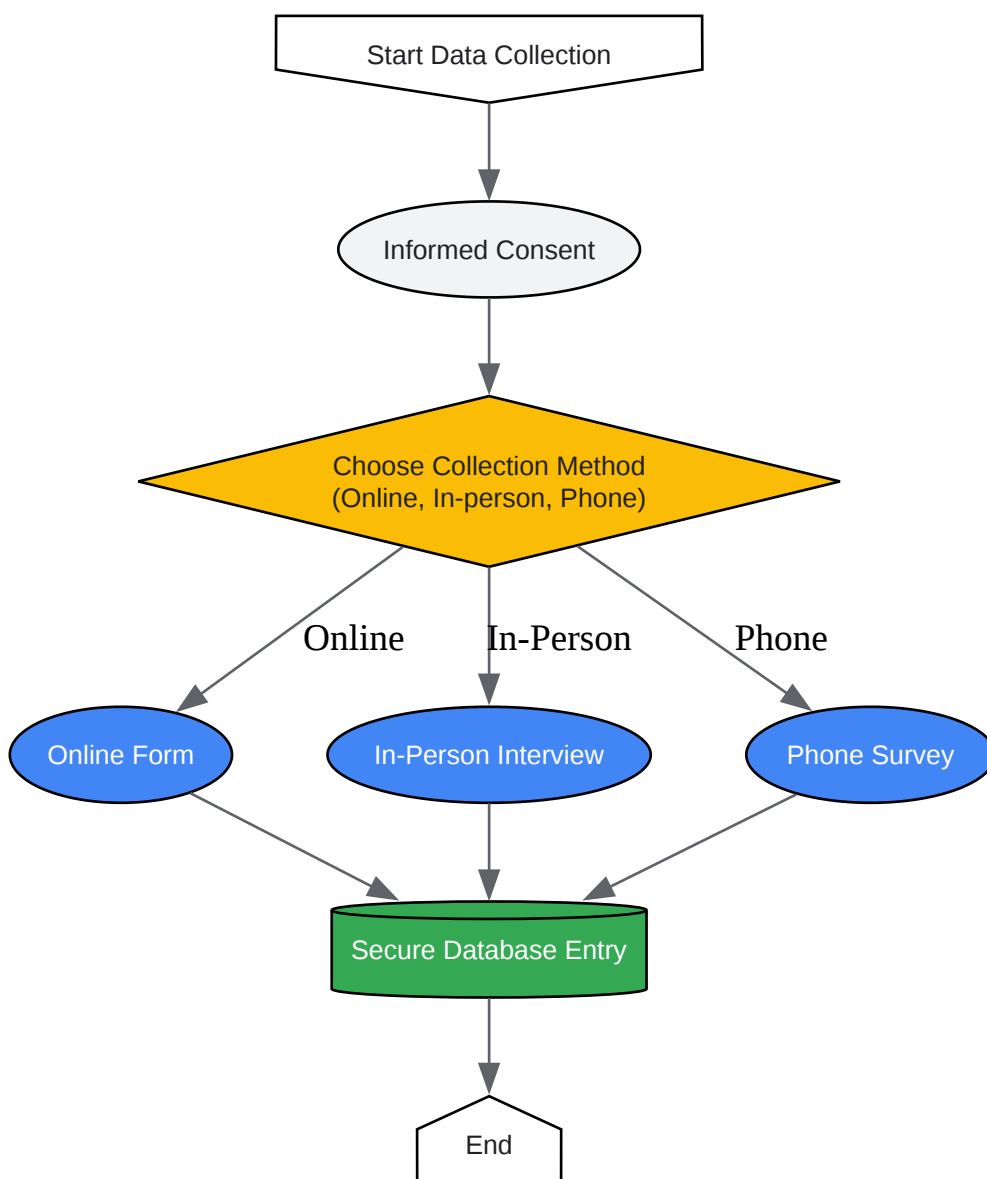 Start Data Collection
Informed Consent
Choose Collection Method
(Online, In-person, Phone)
Online
In-Person
Phone
Online Form
In-Person Interview
Phone Survey
Secure Database Entry
End